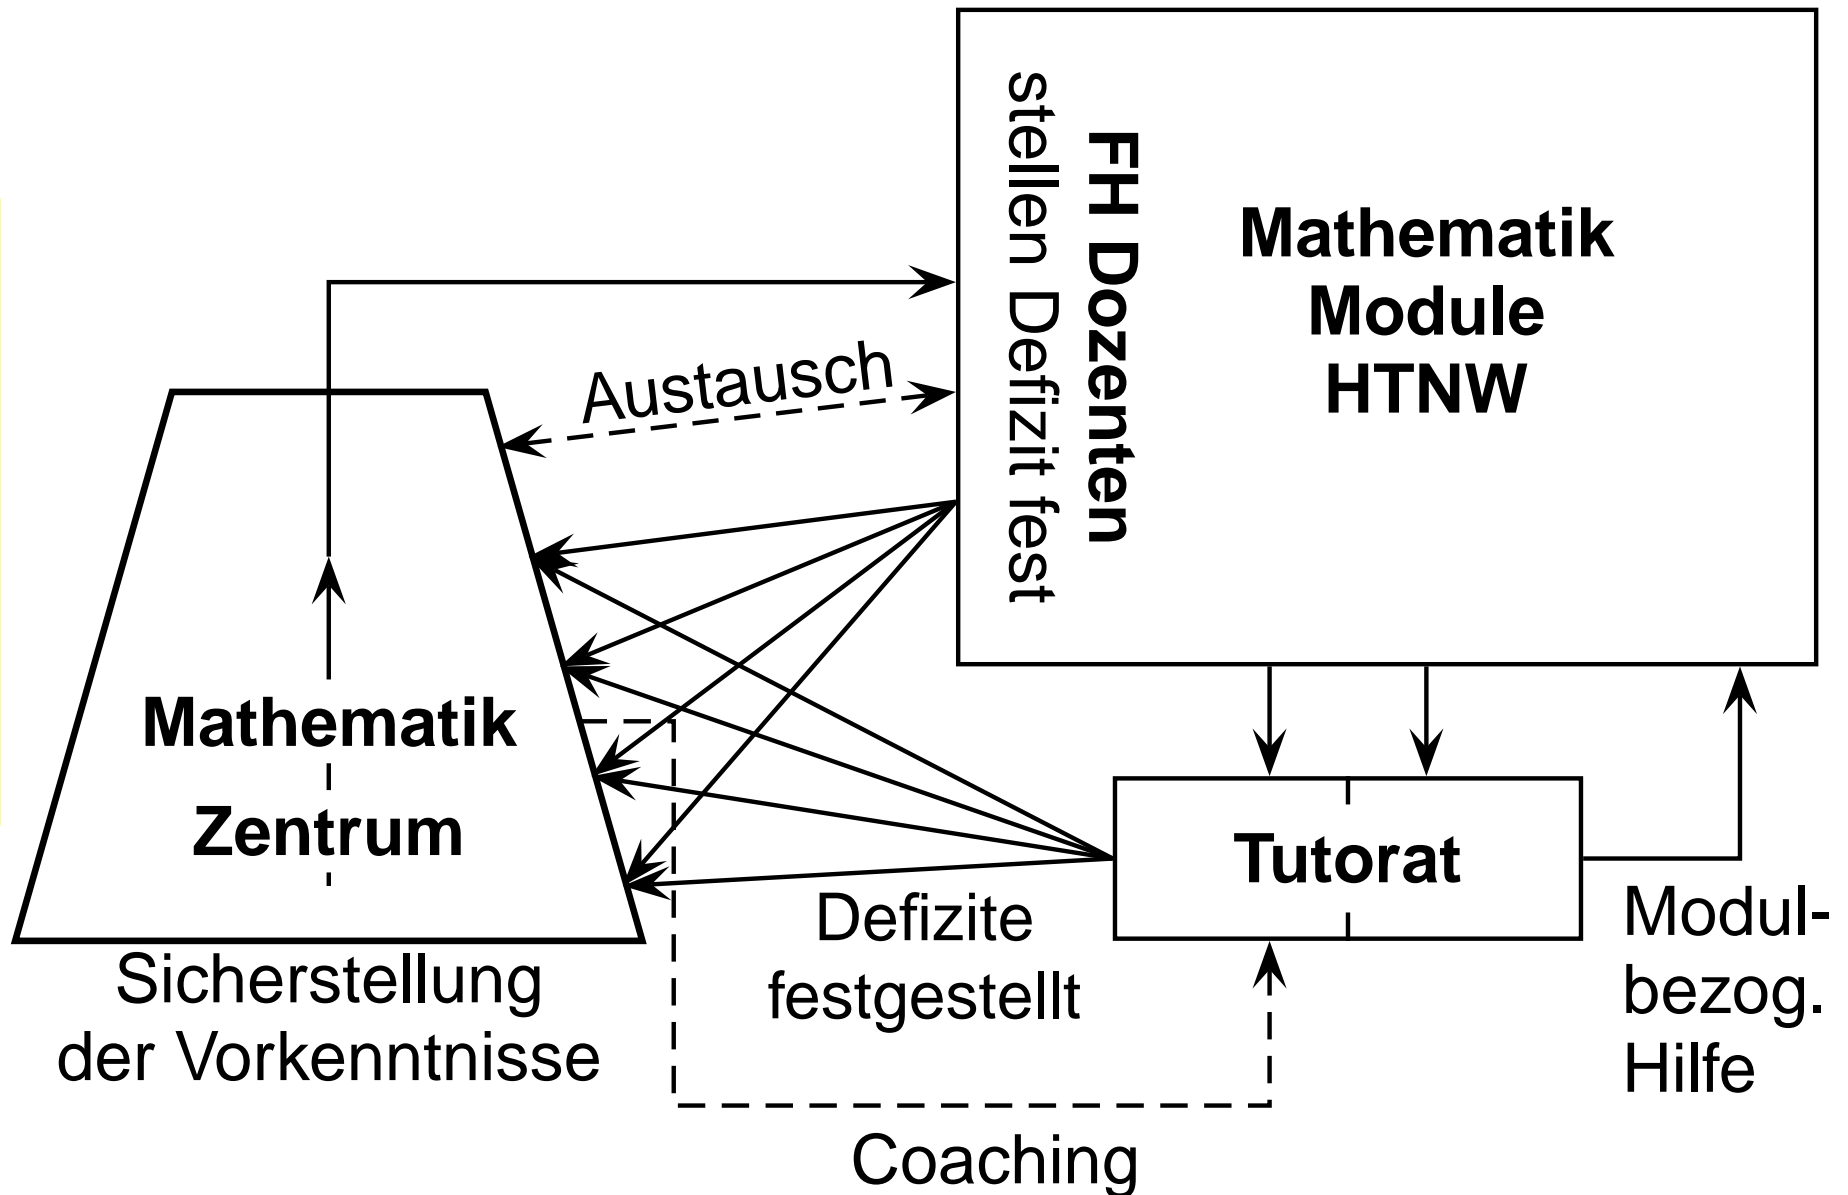 FH Dozenten
stellen Defizit fest
Mathematik
Module
HTNW
Austausch
Mathematik
Zentrum
Tutorat
Sicherstellung
der Vorkenntnisse
Defizite
festgestellt
Modul-
bezog.
Hilfe
Coaching